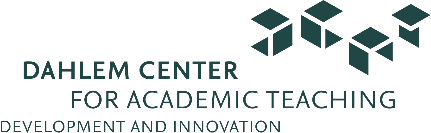 DAHLEM CENTER
FOR ACADEMIC TEACHING
DEVELOPMENT AND INNOVATION